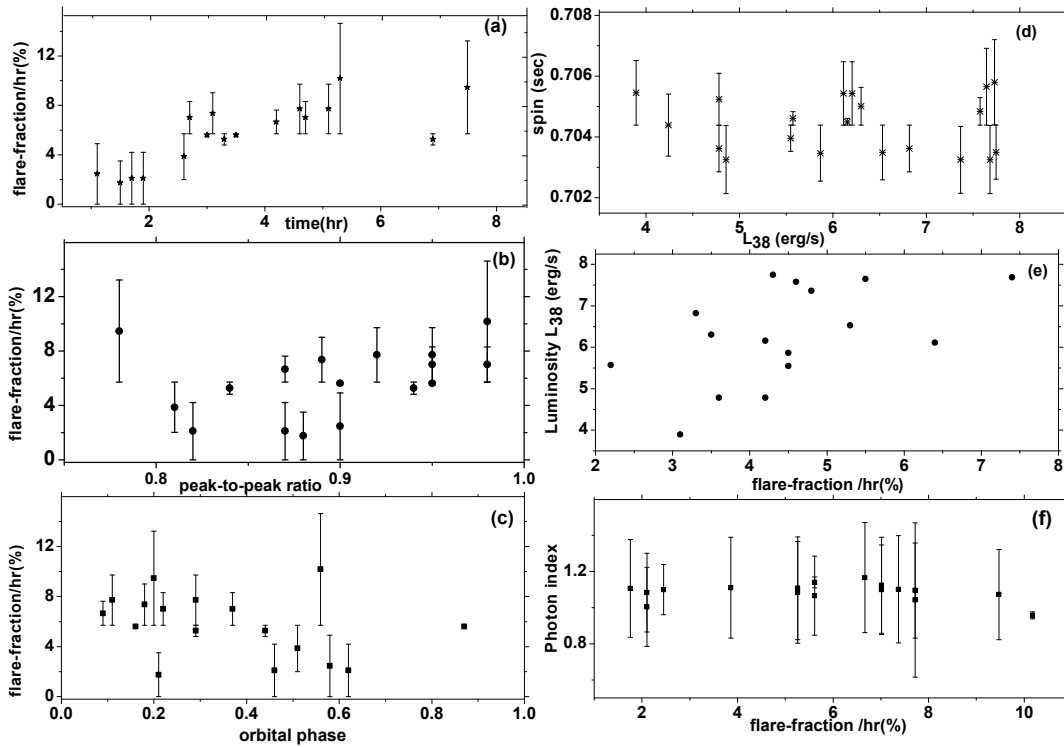 (a)
flare-fraction/hr(%)
12
8
4
0
2
4
6
8
time(hr)
(b)
flare-fraction/hr(%)
12
8
4
0
0.8
0.9
1.0
peak-to-peak ratio
(c)
flare-fraction/hr(%)
12
8
4
0
0.0
0.2
0.4
0.6
0.8
1.0
orbital phase
(d)
spin (sec)
0.708
0.706
0.704
0.702
4
5
6
7
8
L38 (erg/s)
(e)
Luminosity L38 (erg/s)
8
7
6
5
4
2
3
4
5
6
7
8
flare-fraction /hr(%)
(f)
Photon index
1.2
0.8
2
4
6
8
10
flare-fraction /hr(%)